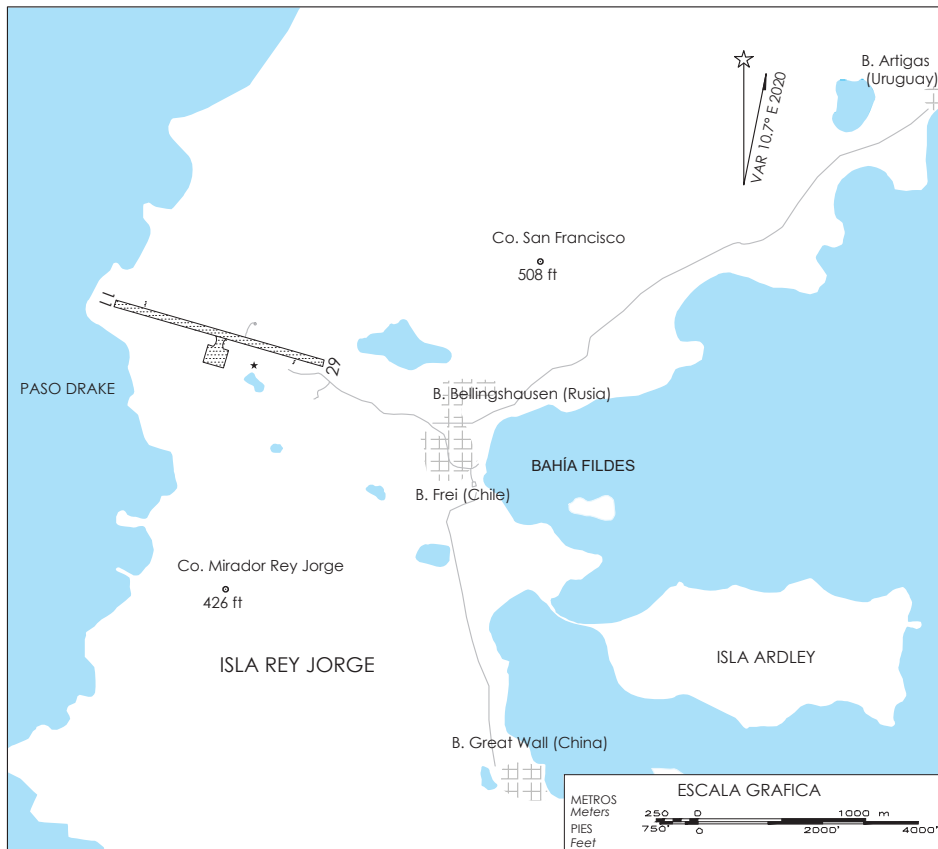 B. Artigas
(Uruguay)
VAR 10.7° E 2020
Co. San Francisco
508 ft
11
29
PASO DRAKE
B. Bellingshausen (Rusia)
BAHÍA FILDES
B. Frei (Chile)
Co. Mirador Rey Jorge
426 ft
ISLA REY JORGE
ISLA ARDLEY
B. Great Wall (China)
ESCALA GRAFICA
METROS
Meters
250 0 1000 m
PIES
Feet
750' 0 2000' 4000'